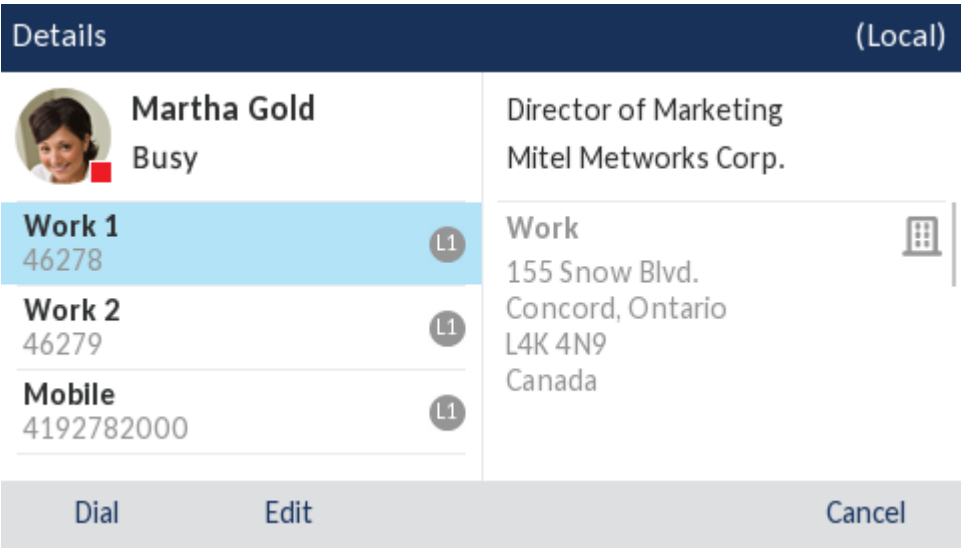 Details
(Local)
Martha Gold
Busy
Work 1
46278
L1
Work 2
46279
L1
Mobile
4192782000
L1
Director of Marketing
Mitel Metworks Corp.
Work
155 Snow Blvd.
Concord, Ontario
L4K 4N9
Canada
Dial
Edit
Cancel